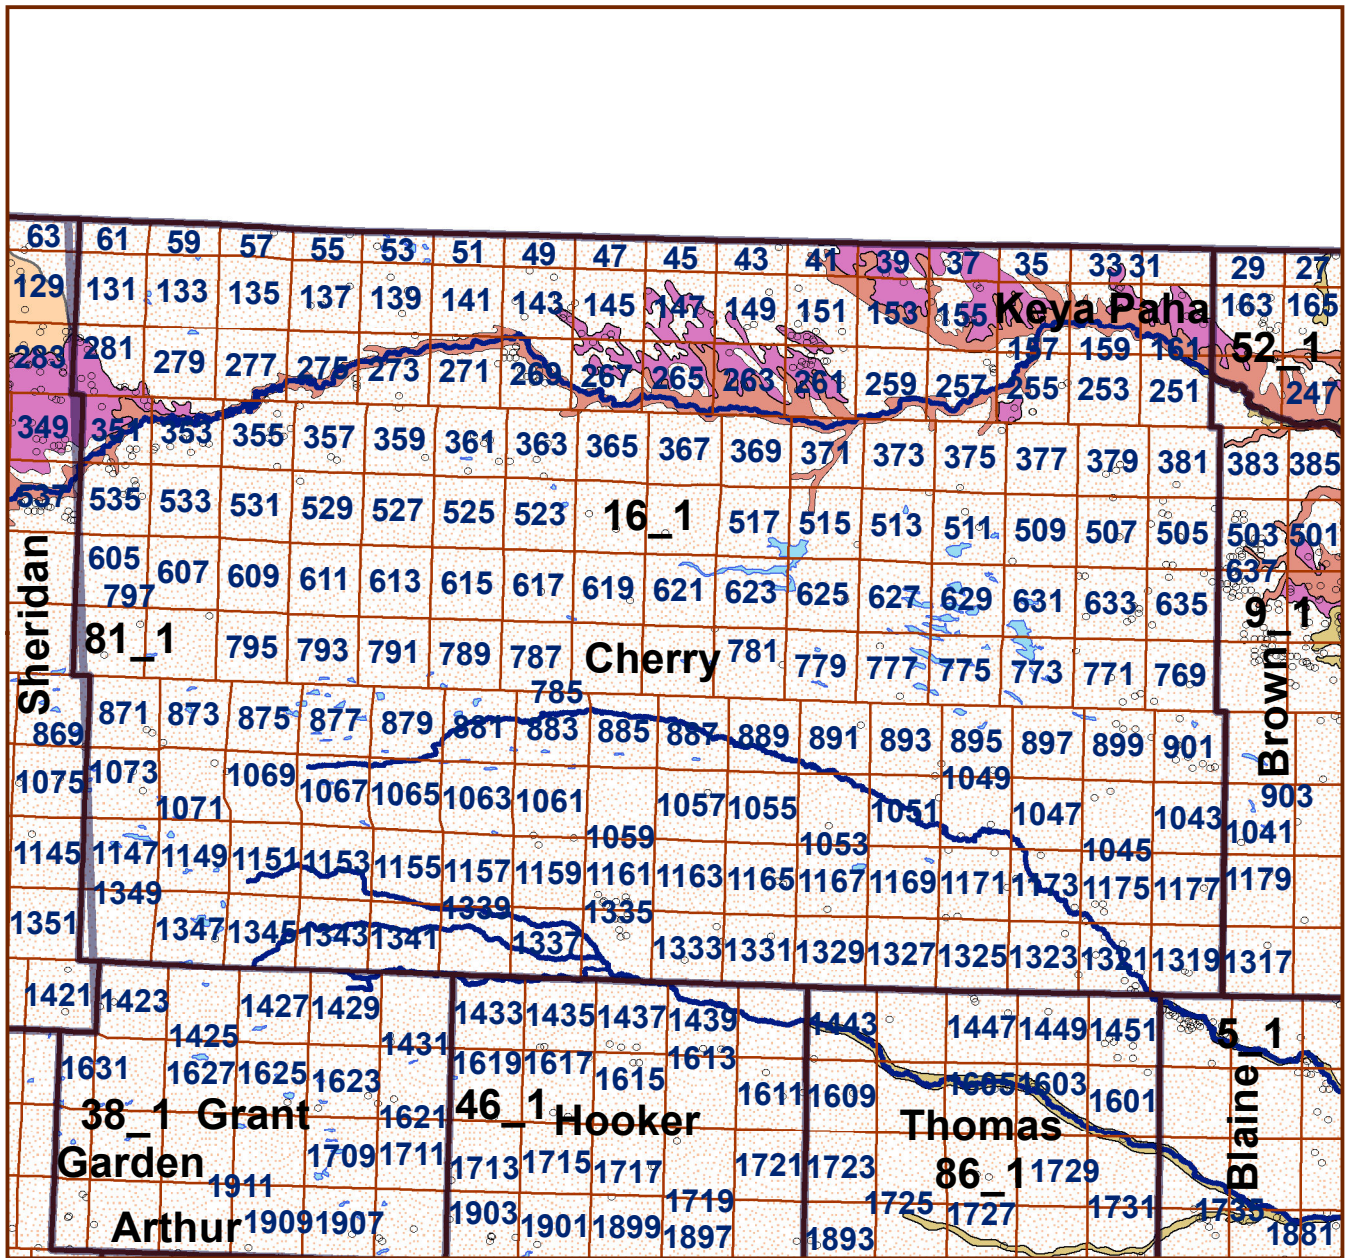 63 61 59 57 55 53 51 49 47 45 43 41 39 37 35 33 31 29 27
129 131 133 135 137 139 141 143 145 147 149 151 153 155 Keya Paha 163 165
283 281 279 277 275 273 271 269 267 265 263 261 259 257 157 159 161 52_1
255 253 251 247
349 351 353 355 357 359 361 363 365 367 369 371 373 375 377 379 381 383 385
537 535 533 531 529 527 525 523 16_1 517 515 513 511 509 507 505 503 501
605 607 609 611 613 615 617 619 621 623 625 627 629 631 633 635 637
797 9_1
Sheridan
81_1 795 793 791 789 787 Cherry 781 779 777 775 773 771 769
785
Brown
869 871 873 875 877 879 881 883 885 887 889 891 893 895 897 899 901
903
1075 1073 1071 1069 1067 1065 1063 1061 1059 1057 1055 1053 1051 1049 1047 1045 1043 1041
1145 1147 1149 1151 1153 1155 1157 1159 1161 1163 1165 1167 1169 1171 1173 1175 1177 1179
1351 1349 1347 1345 1343 1341 1339 1337 1335 1333 1331 1329 1327 1325 1323 1321 1319 1317
1421 1423 1425 1427 1429 1431 1433 1435 1437 1439 1443 1447 1449 1451 5_1
1631 1627 1625 1623 1621 1619 1617 1615 1613 1611 1609 1605 1603 1601
38_1 Grant 46_1 Hooker Thomas
Blaine
Garden 1709 1711 1713 1715 1717 1719 1721 1723 86_1 1729
1725 1727 1731 1735
1911 1909 1907 1903 1901 1899 1897 1893 1881
Arthur